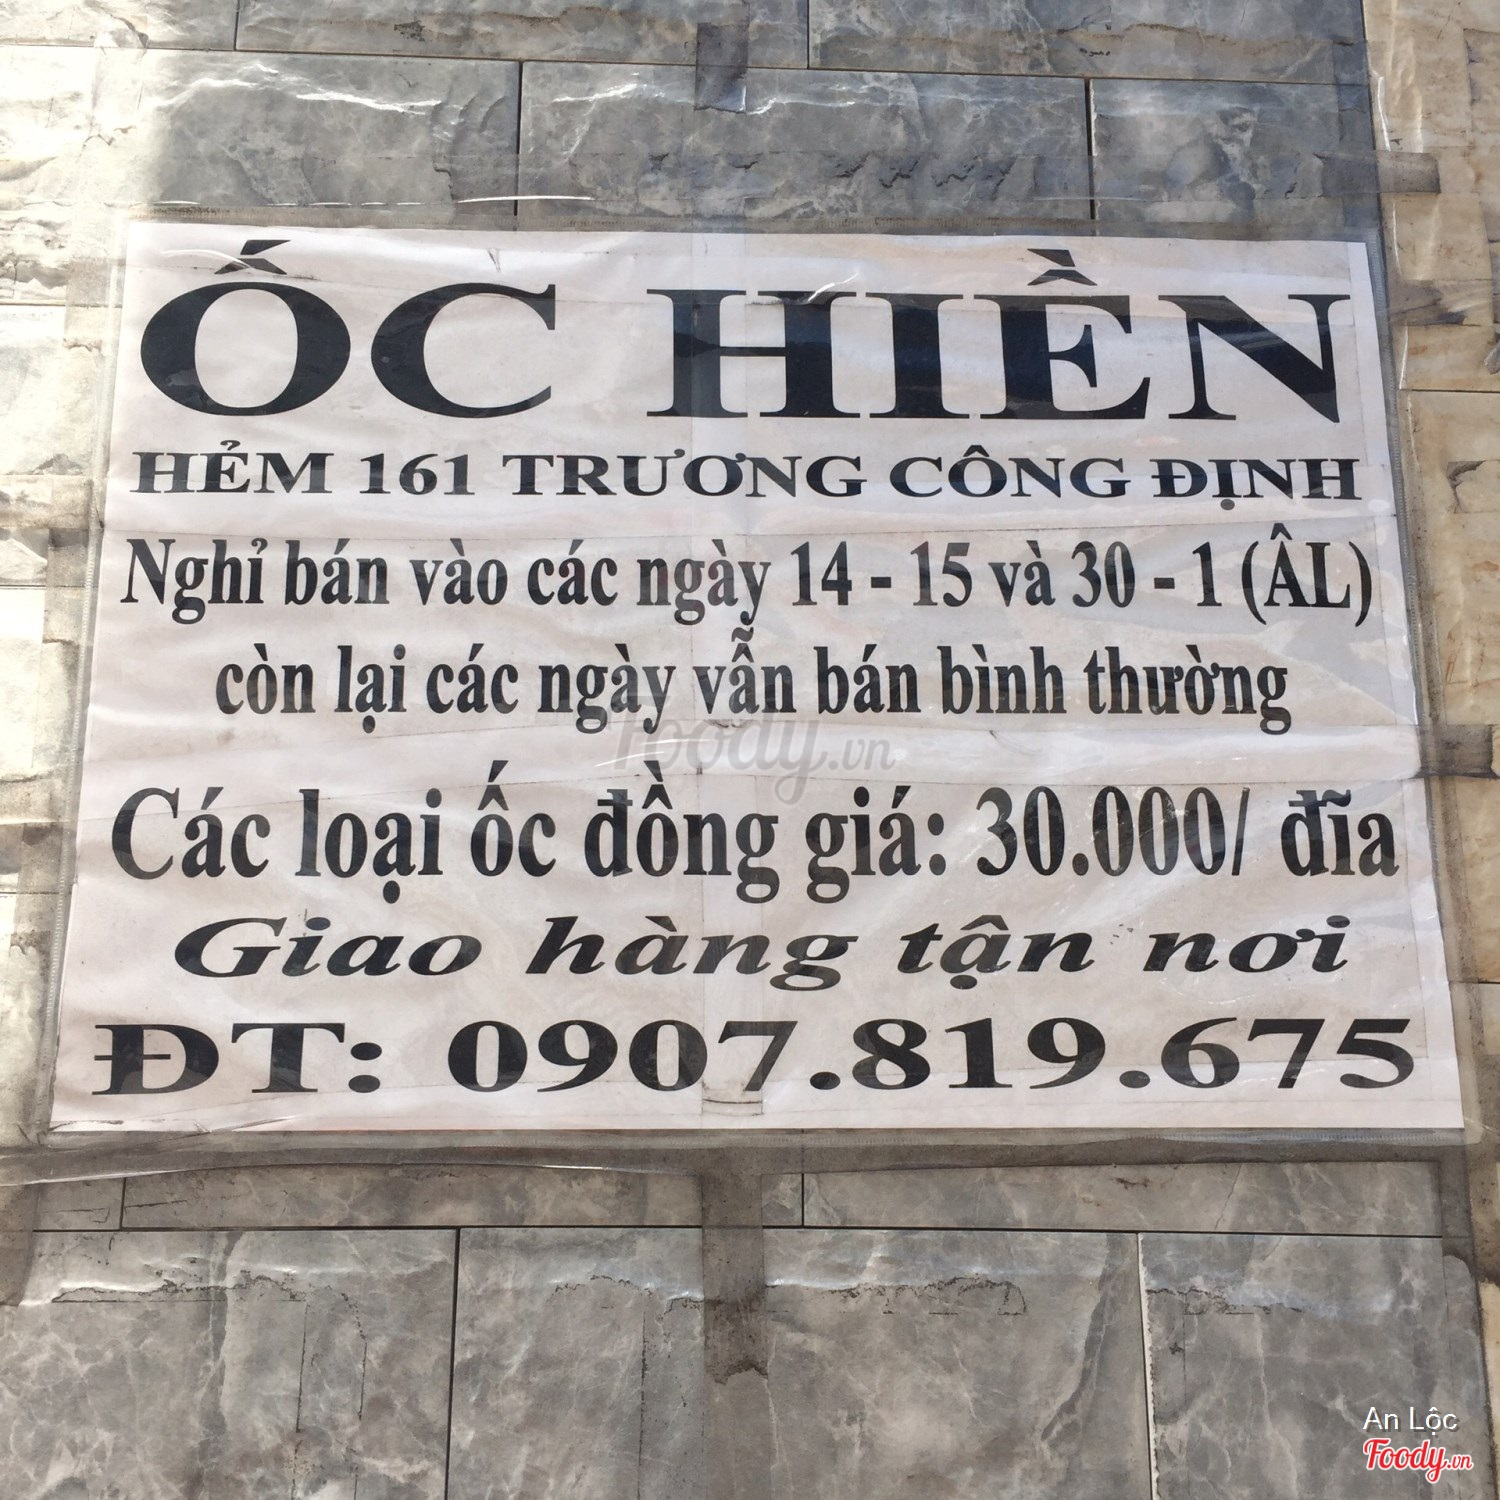 ỐC HIỀN
HẺM 161 TRƯƠNG CÔNG ĐỊNH
Nghỉ bán vào các ngày 14 - 15 và 30 - 1 (ÂL)
còn lại các ngày vẫn bán bình thường
Foody.vn
Các loại ốc đồng giá: 30.000/ đĩa
Giao hàng tận nơi
ĐT: 0907.819.675
An Lộc
Foody.vn